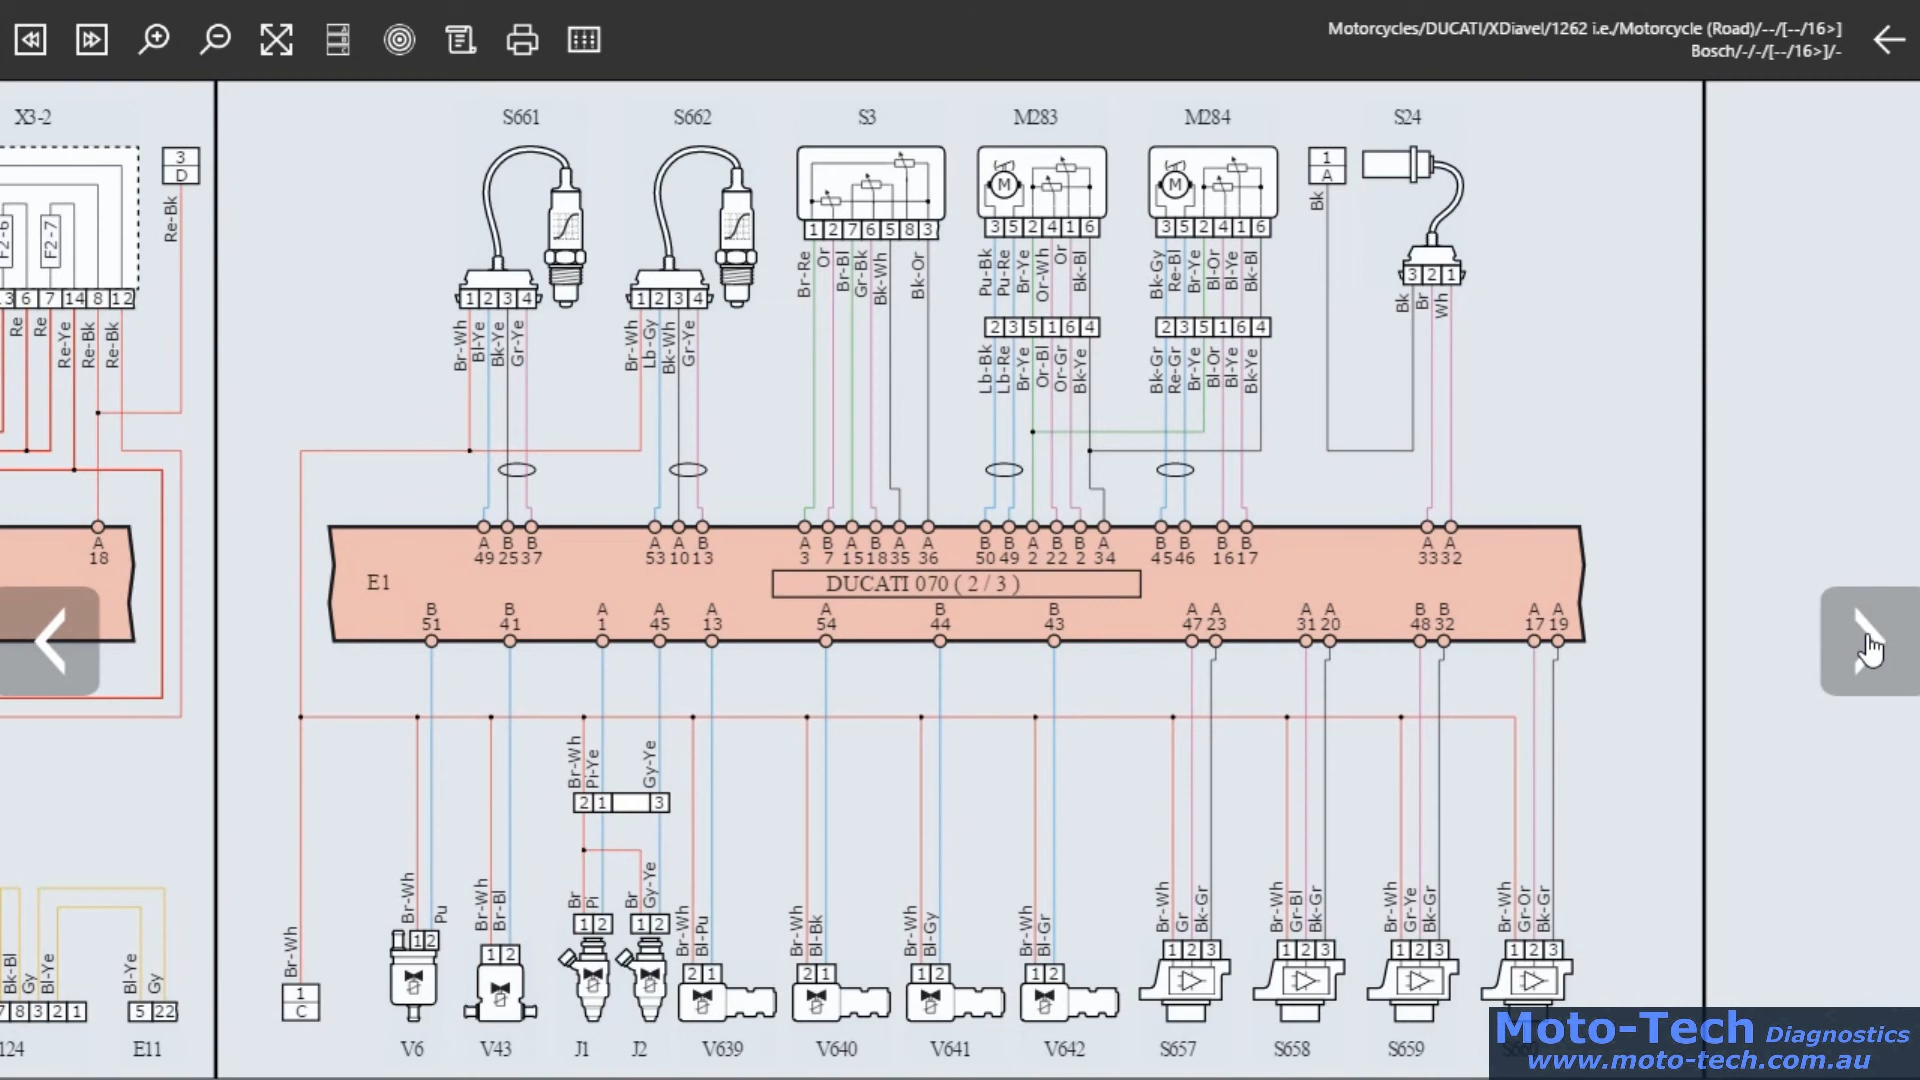 Motorcycles/DUCATI/XDiavel/1262 i.e./Motorcycle (Road)/--/[--/16>]
Bosch/-/-/[--/16>]/-
X3-2
S661
S662
S3
M283
M284
S24
3
D
1
A
M
M
1 2 7 6 5 8 3
3 5 2 4 1 6
3 5 2 4 1 6
Re-Bk
Bk
F2-6
F2-7
Br-Re
Or
Br-Bl
Gr-Bk
Bk-Wh
Bk-Or
Pu-Bk
Pu-Re
Br-Ye
Or-Wh
Or
Bk-Bl
Bk-Gy
Re-Bl
Br-Ye
Bl-Or
Bl-Ye
Bk-Bl
3 2 1
13 6 7 14 8 12
1 2 3 4
1 2 3 4
Bk
Br
Wh
Re
Re
Re-Ye
Re-Bk
Re-Bk
Br-Wh
Bl-Ye
Bk-Ye
Gr-Ye
Br-Wh
Lb-Gy
Bk-Wh
Gr-Ye
2 3 5 1 6 4
2 3 5 1 6 4
Lb-Bk
Lb-Re
Br-Ye
Or-Bl
Or-Gr
Bk-Ye
Bk-Gr
Re-Gr
Br-Ye
Bl-Or
Bl-Ye
Bk-Ye
A A B B A A B A B A B A A B B A B B A B B A B B B B A A
18 49 25 37 53 10 13 3 7 15 18 35 36 50 49 2 22 2 34 45 46 16 17 33 32
E1
DUCATI 070 ( 2 / 3 )
B B A A A A B B A A A A B B A A
51 41 1 45 13 54 44 43 47 23 31 20 48 32 17 19
Br-Wh
Pi-Ye
Gy-Ye
2 1 3
Br-Wh
Pu
Br-Wh
Br-Bl
Br
Pi
Br
Gy-Ye
Br-Wh
Bl-Pu
Br-Wh
Bl-Bk
Br-Wh
Bl-Gy
Br-Wh
Bl-Gr
Br-Wh
Gr
Bk-Gr
Br-Wh
Gr-Bl
Bk-Gr
Br-Wh
Gr-Ye
Bk-Gr
Br-Wh
Gr-Or
Bk-Gr
Bk-Bl
Gy
Bl-Ye
Bl-Ye
Gy
Br-Wh
1 2
1 2
1 2
1 2
2 1
2 1
1 2
1 2
1 2 3
1 2 3
1 2 3
1 2 3
7 8 3 2 1
5 22
1
C
124
E11
V6
V43
J1
J2
V639
V640
V641
V642
S657
S658
S659
Moto-Tech Diagnostics
www.moto-tech.com.au